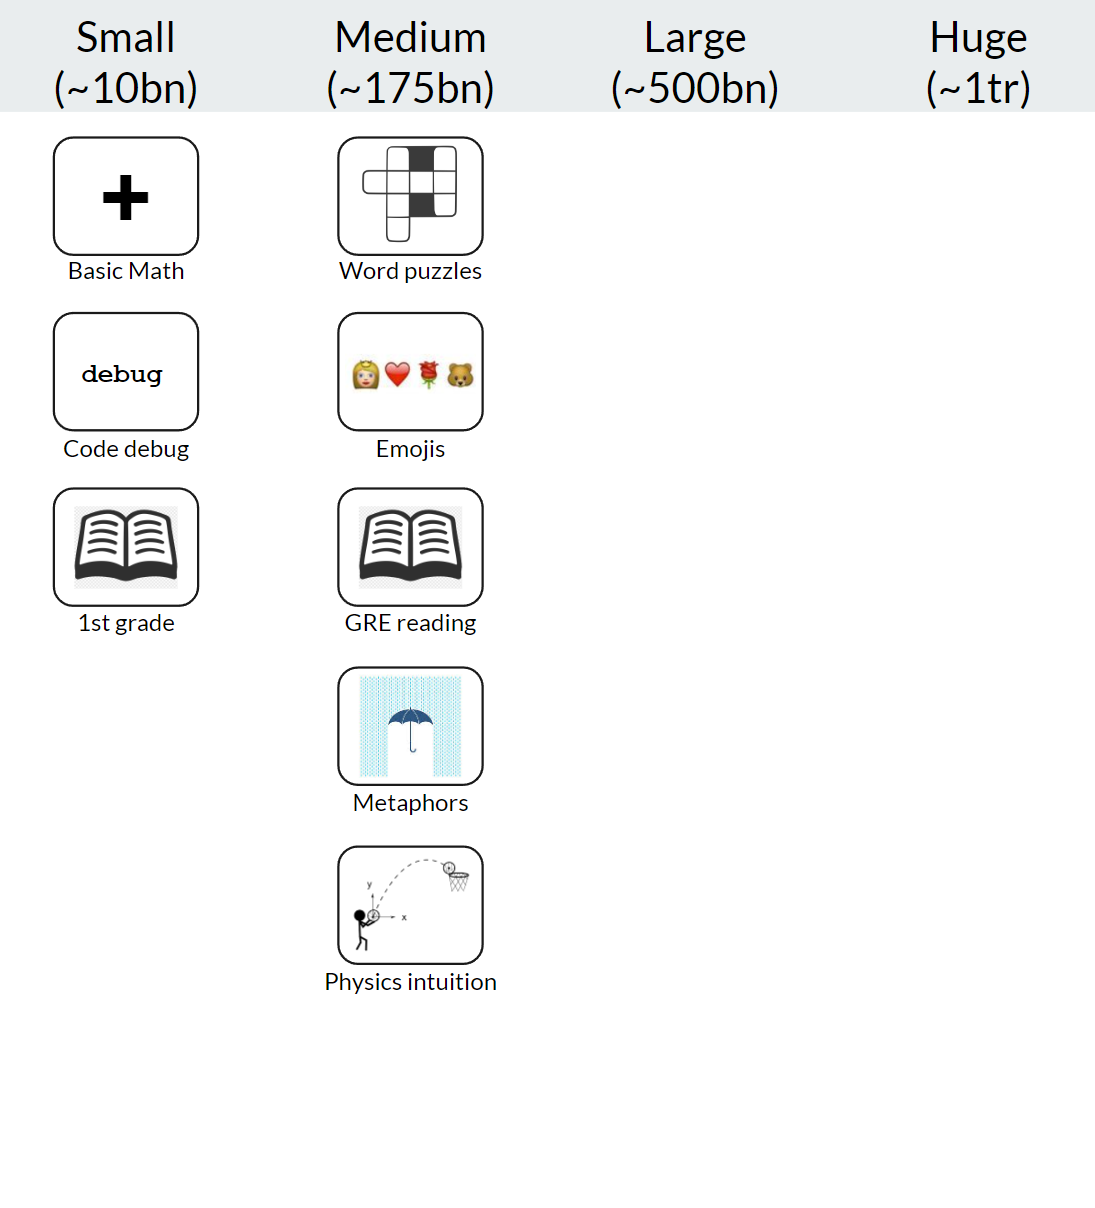 Small
(~10bn)
Medium
(~175bn)
Large
(~500bn)
Huge
(~1tr)
Basic Math
Word puzzles
debug
Code debug
Emojis
1st grade
GRE reading
Metaphors
y
x
Physics intuition